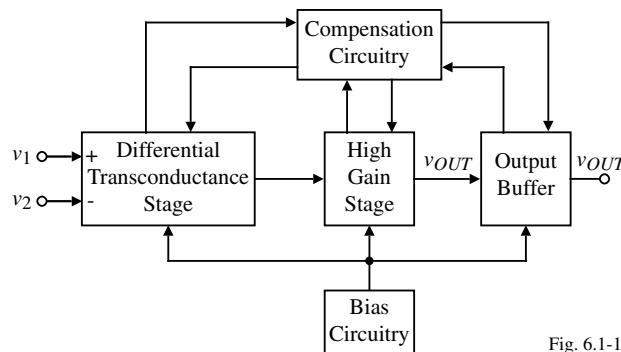 Compensation
Circuitry
v1
+
v2
-
Differential
Transconductance
Stage
High
Gain
Stage
vOUT
Output
Buffer
vOUT
Bias
Circuitry
Fig. 6.1-1